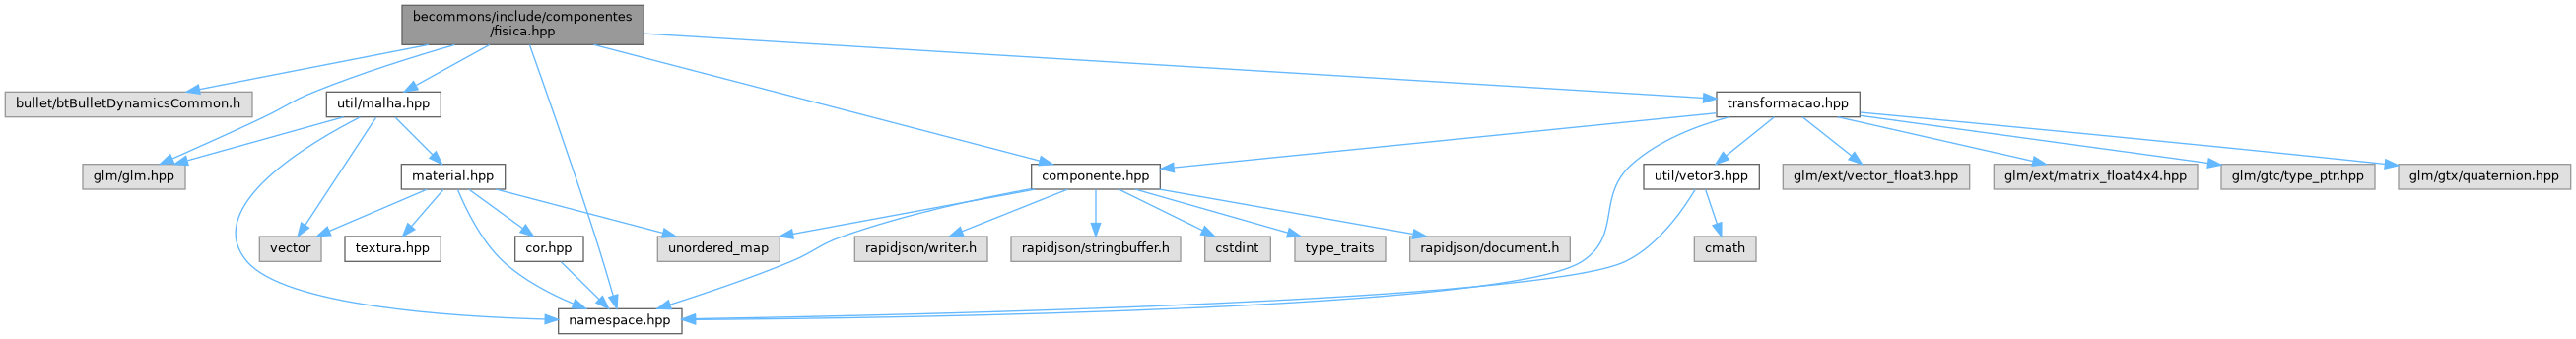 becommons/include/componentes
/fisica.hpp
bullet/btBulletDynamicsCommon.h
util/malha.hpp
transformacao.hpp
glm/glm.hpp
material.hpp
componente.hpp
util/vetor3.hpp
glm/ext/vector_float3.hpp
glm/ext/matrix_float4x4.hpp
glm/gtc/type_ptr.hpp
glm/gtx/quaternion.hpp
vector
textura.hpp
cor.hpp
unordered_map
rapidjson/writer.h
rapidjson/stringbuffer.h
cstdint
type_traits
rapidjson/document.h
cmath
namespace.hpp